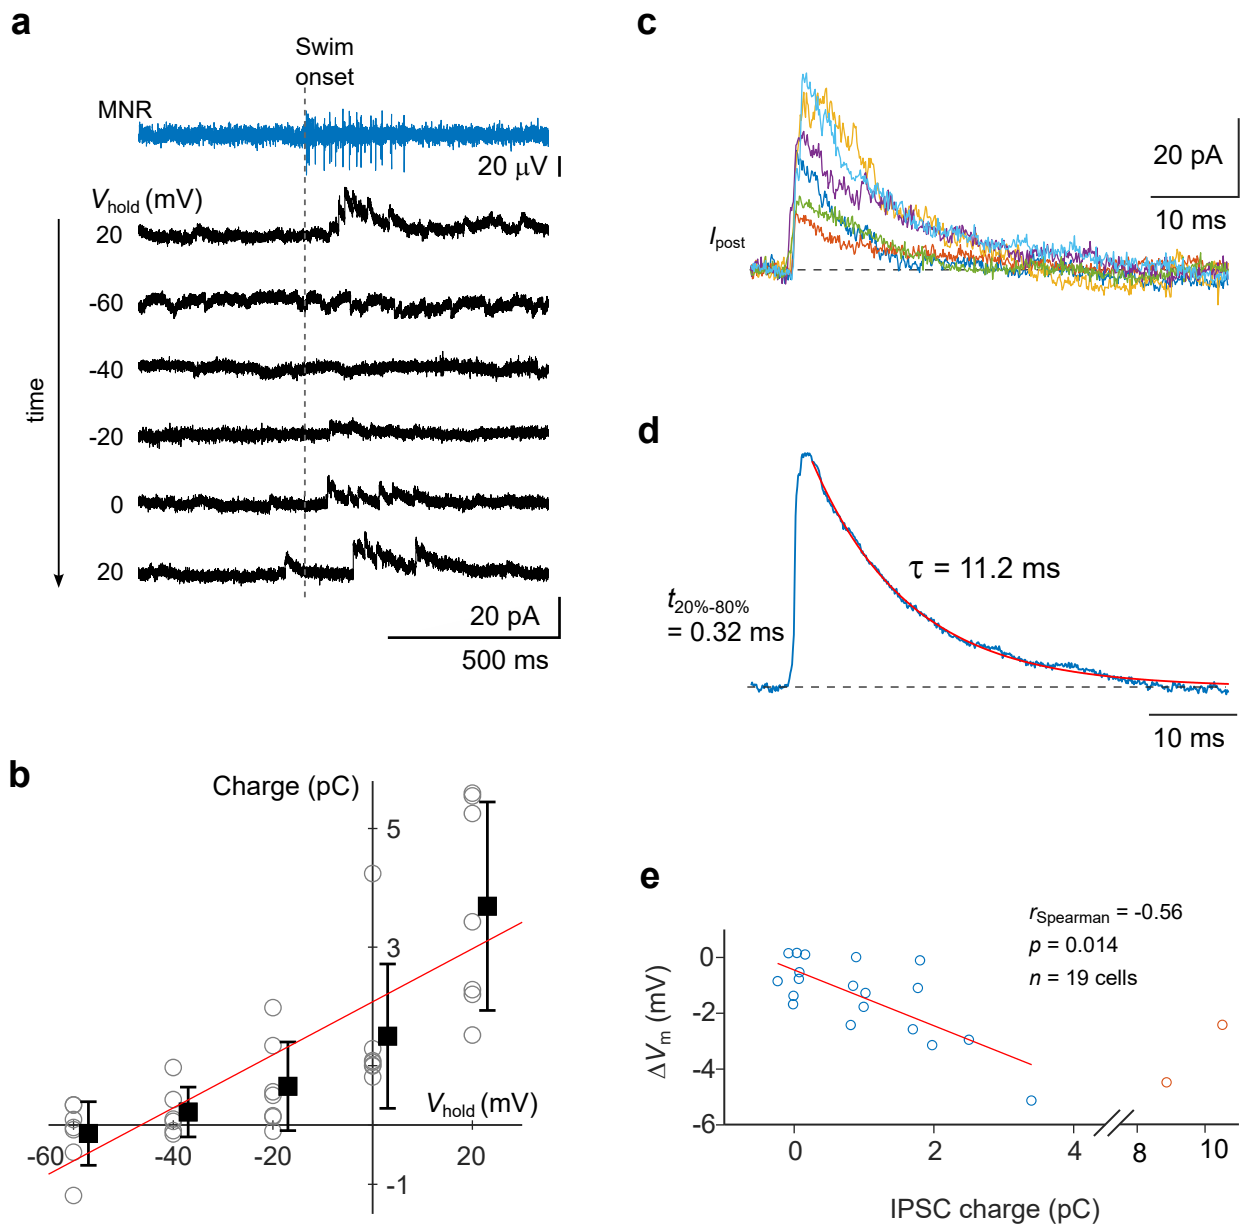 a
Swim
onset
MNR
20 μV
Vhold (mV)
20
-60
-40
-20
0
20
time
20 pA
500 ms
b
Charge (pC)
5
3
-1
Vhold (mV)
-60
-40
-20
20
c
20 pA
10 ms
Ipost
d
τ = 11.2 ms
t20%-80%
= 0.32 ms
10 ms
e
rSpearman = -0.56
p = 0.014
n = 19 cells
ΔVm (mV)
0
-2
-4
-6
0
2
4
8
10
IPSC charge (pC)